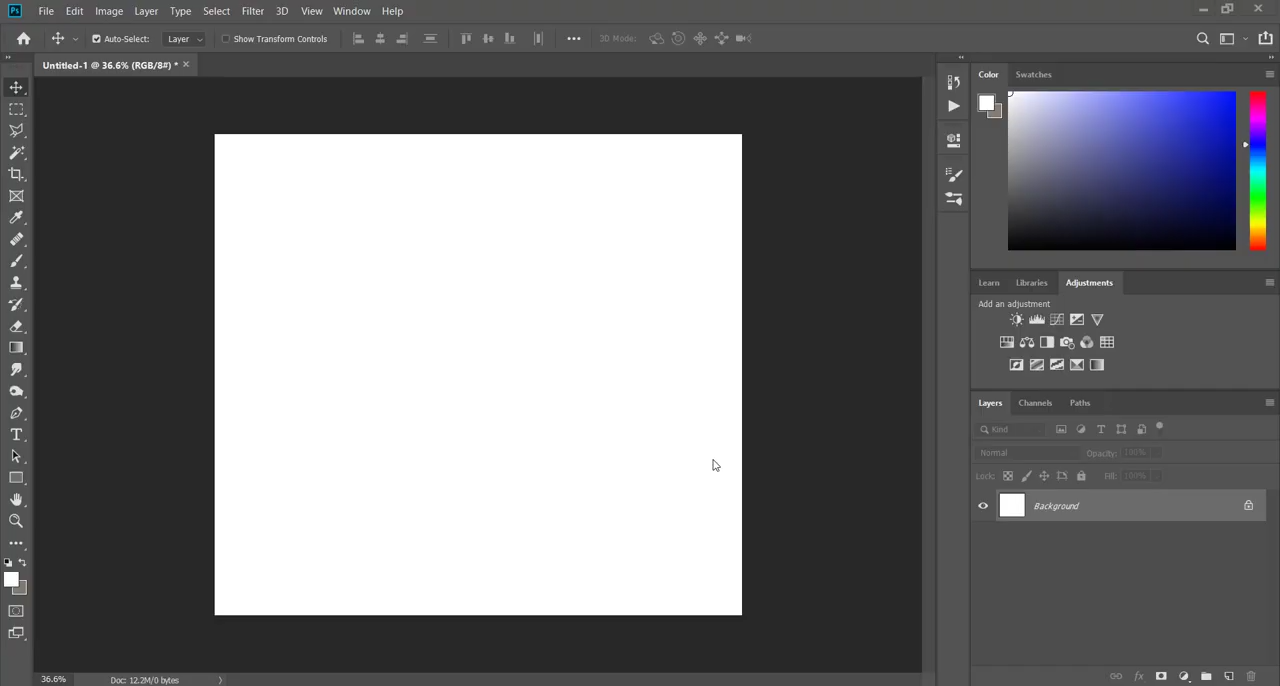 Ps File Edit Image Layer Type Select Filter 3D View Window Help
Auto-Select: Layer Show Transform Controls 3D Mode:
Untitled-1 @ 36.6% (RGB/8#) *
Color Swatches
Learn Libraries Adjustments
Add an adjustment
Layers Channels Paths
Kind
Normal Opacity: 100%
Lock: Fill: 100%
Background
36.6% Doc: 12.2M/0 bytes